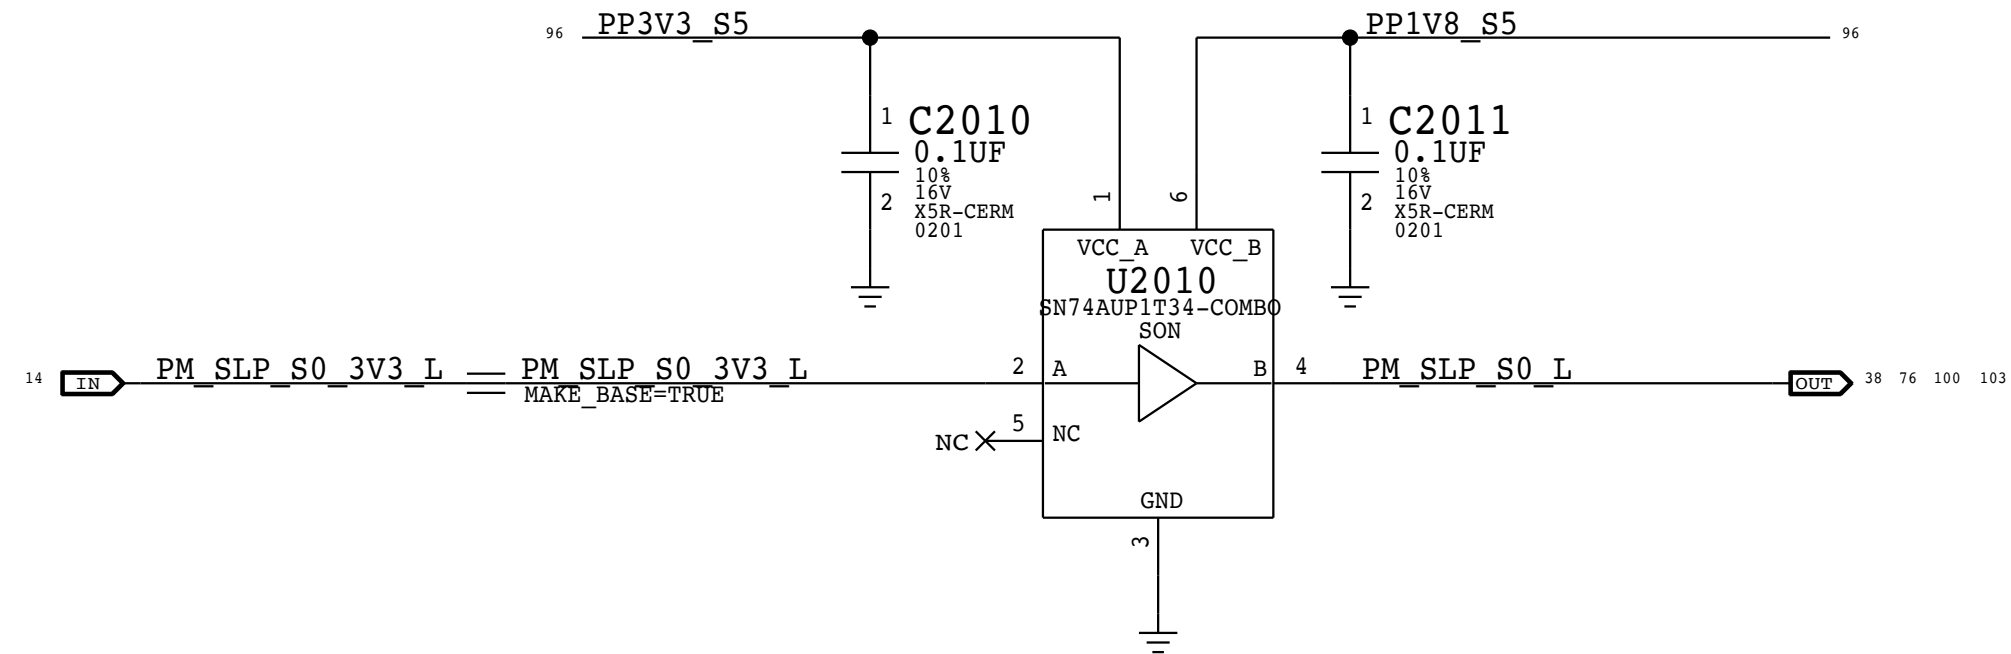 96 PP3V3_S5 PP1V8_S5 96
1 C2010
0.1UF
10%
16V
2 X5R-CERM
0201
1 C2011
0.1UF
10%
16V
2 X5R-CERM
0201
1 6
VCC_A VCC_B
U2010
SN74AUP1T34-COMBO
SON
14 IN PM_SLP_S0_3V3_L PM_SLP_S0_3V3_L 2 A B 4 PM_SLP_S0_L OUT 38 76 100 103
MAKE_BASE=TRUE
NC 5 NC
GND
3